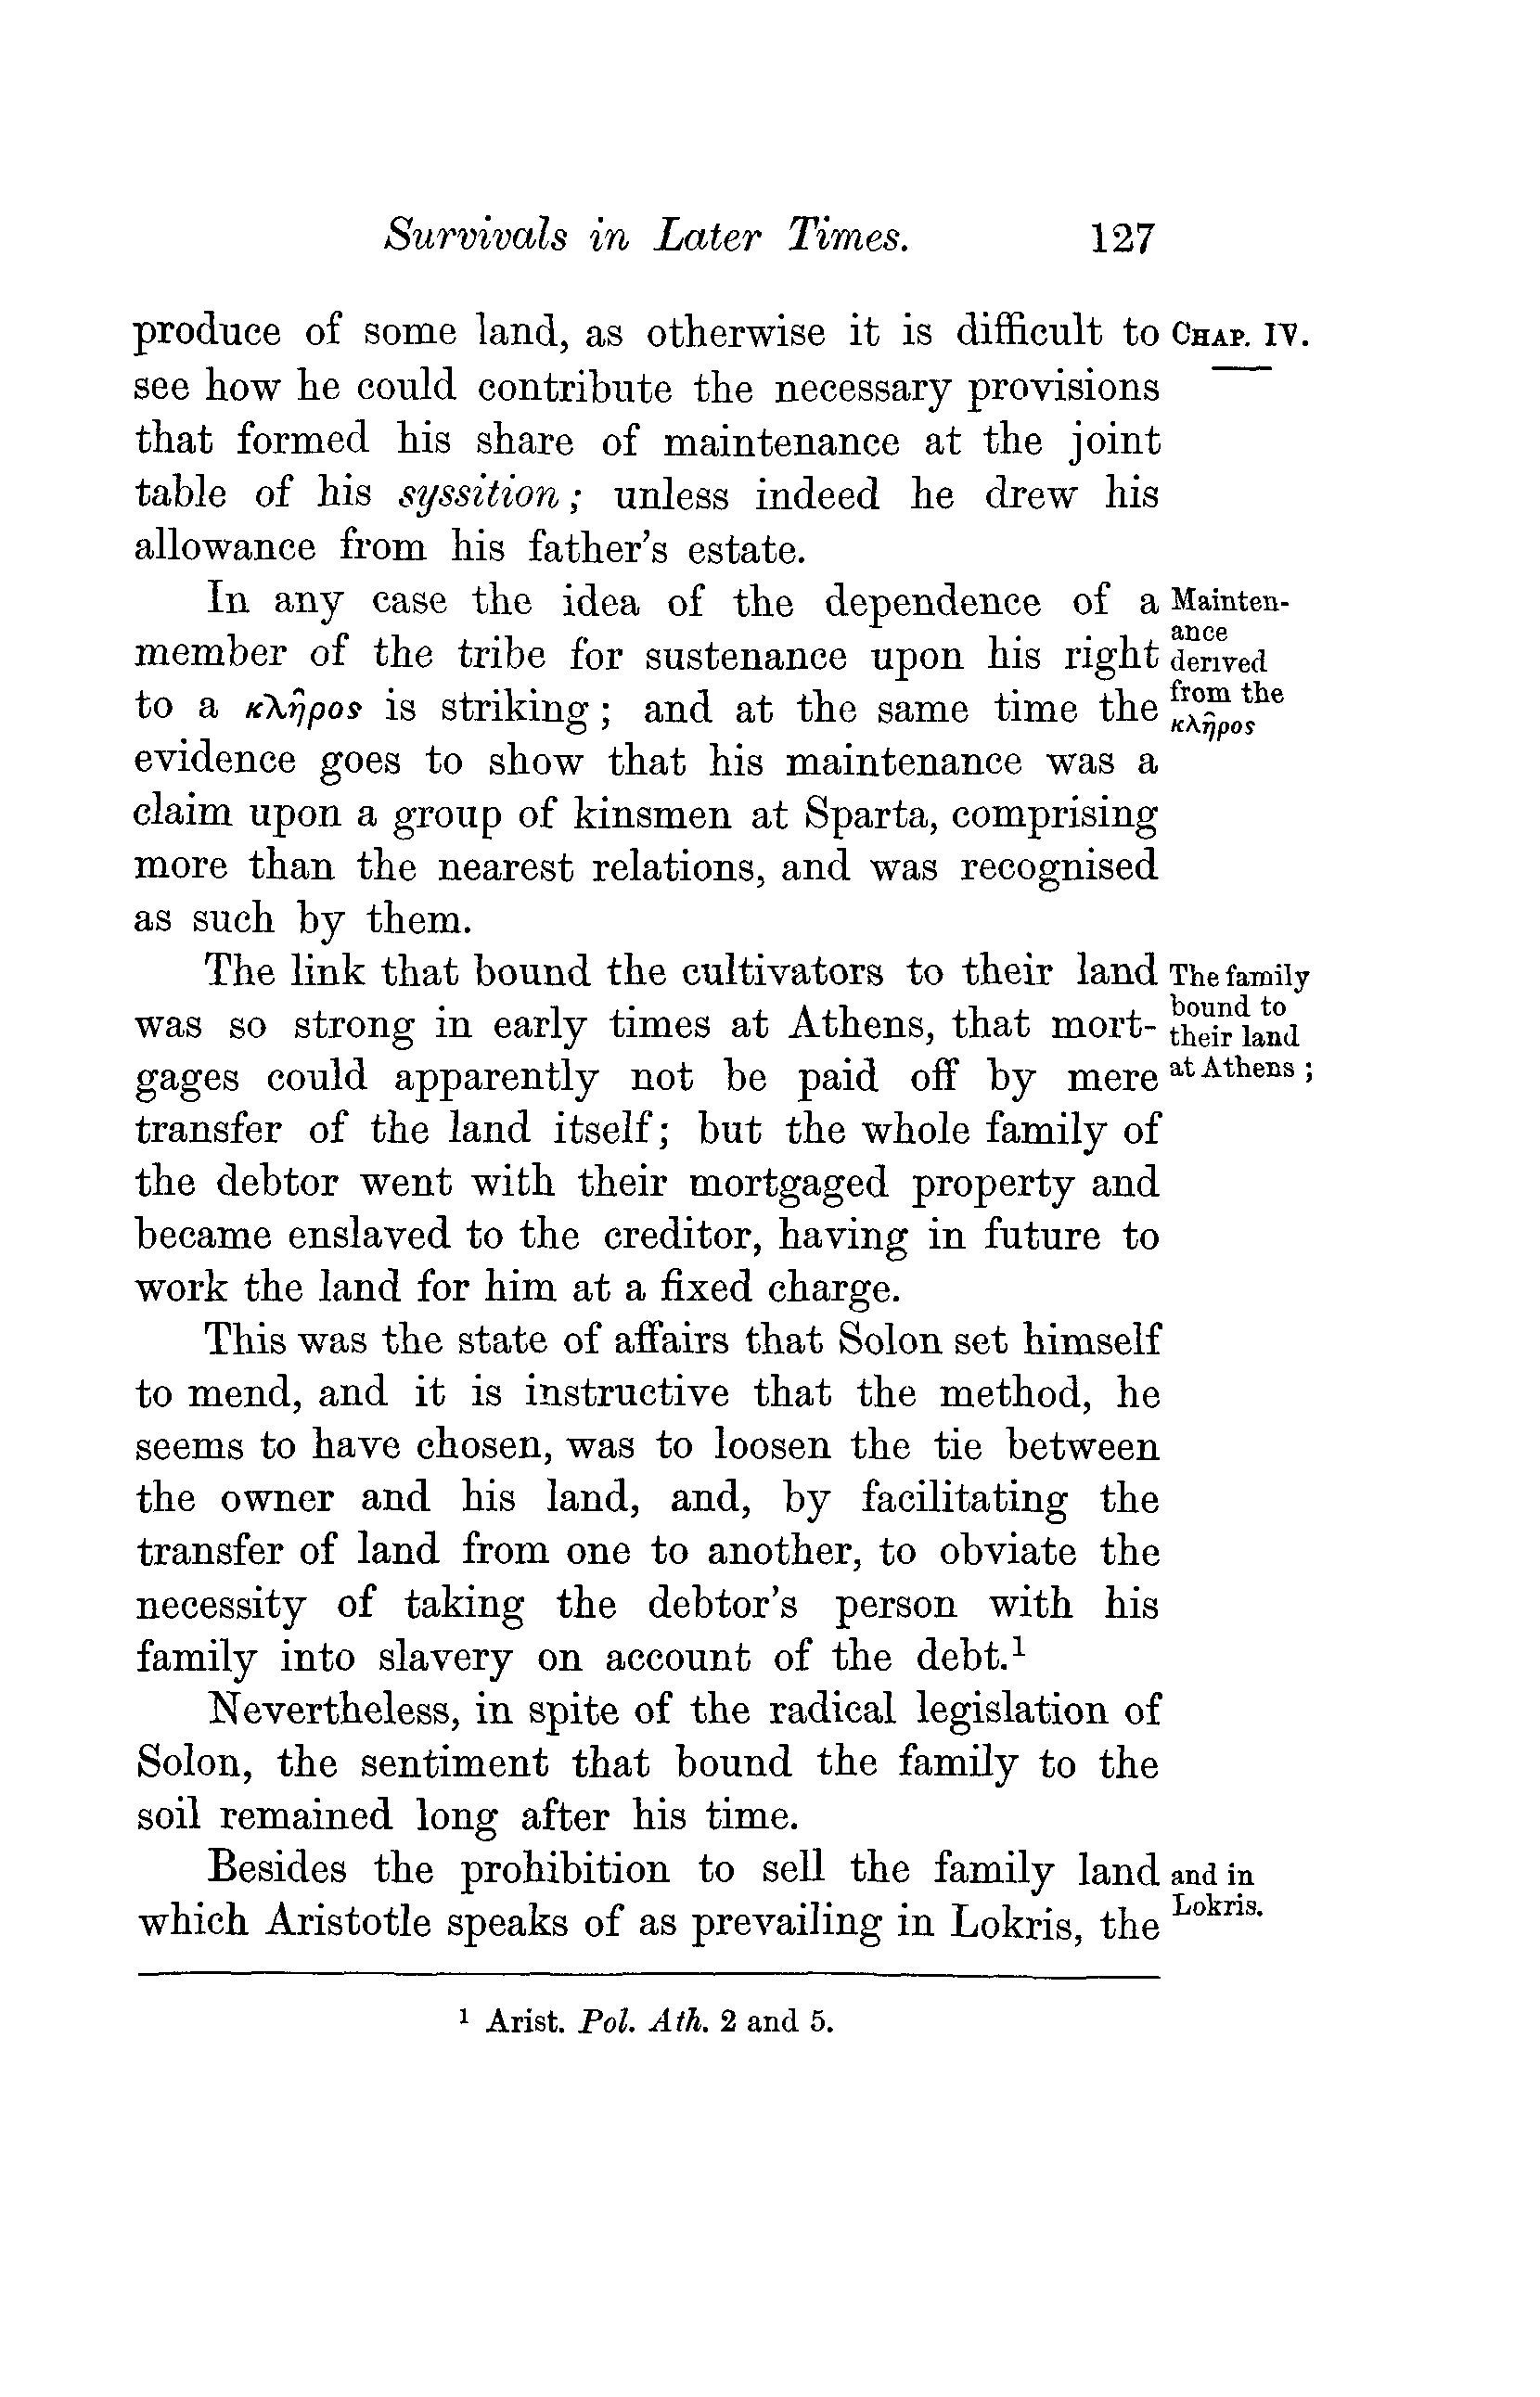 Survivals in Later Times. 127
produce of some land, as otherwise it is difficult to CHAP. IV.
see how he could contribute the necessary provisions
that formed his share of maintenance at the joint
table of his syssition; unless indeed he drew his
allowance from his father's estate.
In any case the idea of the dependence of a
member of the tribe for sustenance upon his right
to a κλῆρος is striking; and at the same time the
evidence goes to show that his maintenance was a
claim upon a group of kinsmen at Sparta, comprising
more than the nearest relations, and was recognised
as such by them.
Mainten-
ance
derived
from the
κλῆρος
The link that bound the cultivators to their land
was so strong in early times at Athens, that mort-
gages could apparently not be paid off by mere
transfer of the land itself; but the whole family of
the debtor went with their mortgaged property and
became enslaved to the creditor, having in future to
work the land for him at a fixed charge.
The family
bound to
their land
at Athens;
This was the state of affairs that Solon set himself
to mend, and it is instructive that the method, he
seems to have chosen, was to loosen the tie between
the owner and his land, and, by facilitating the
transfer of land from one to another, to obviate the
necessity of taking the debtor's person with his
family into slavery on account of the debt.¹
Nevertheless, in spite of the radical legislation of
Solon, the sentiment that bound the family to the
soil remained long after his time.
Besides the prohibition to sell the family land
which Aristotle speaks of as prevailing in Lokris, the
and in
Lokris.
¹ Arist. Pol. Ath. 2 and 5.